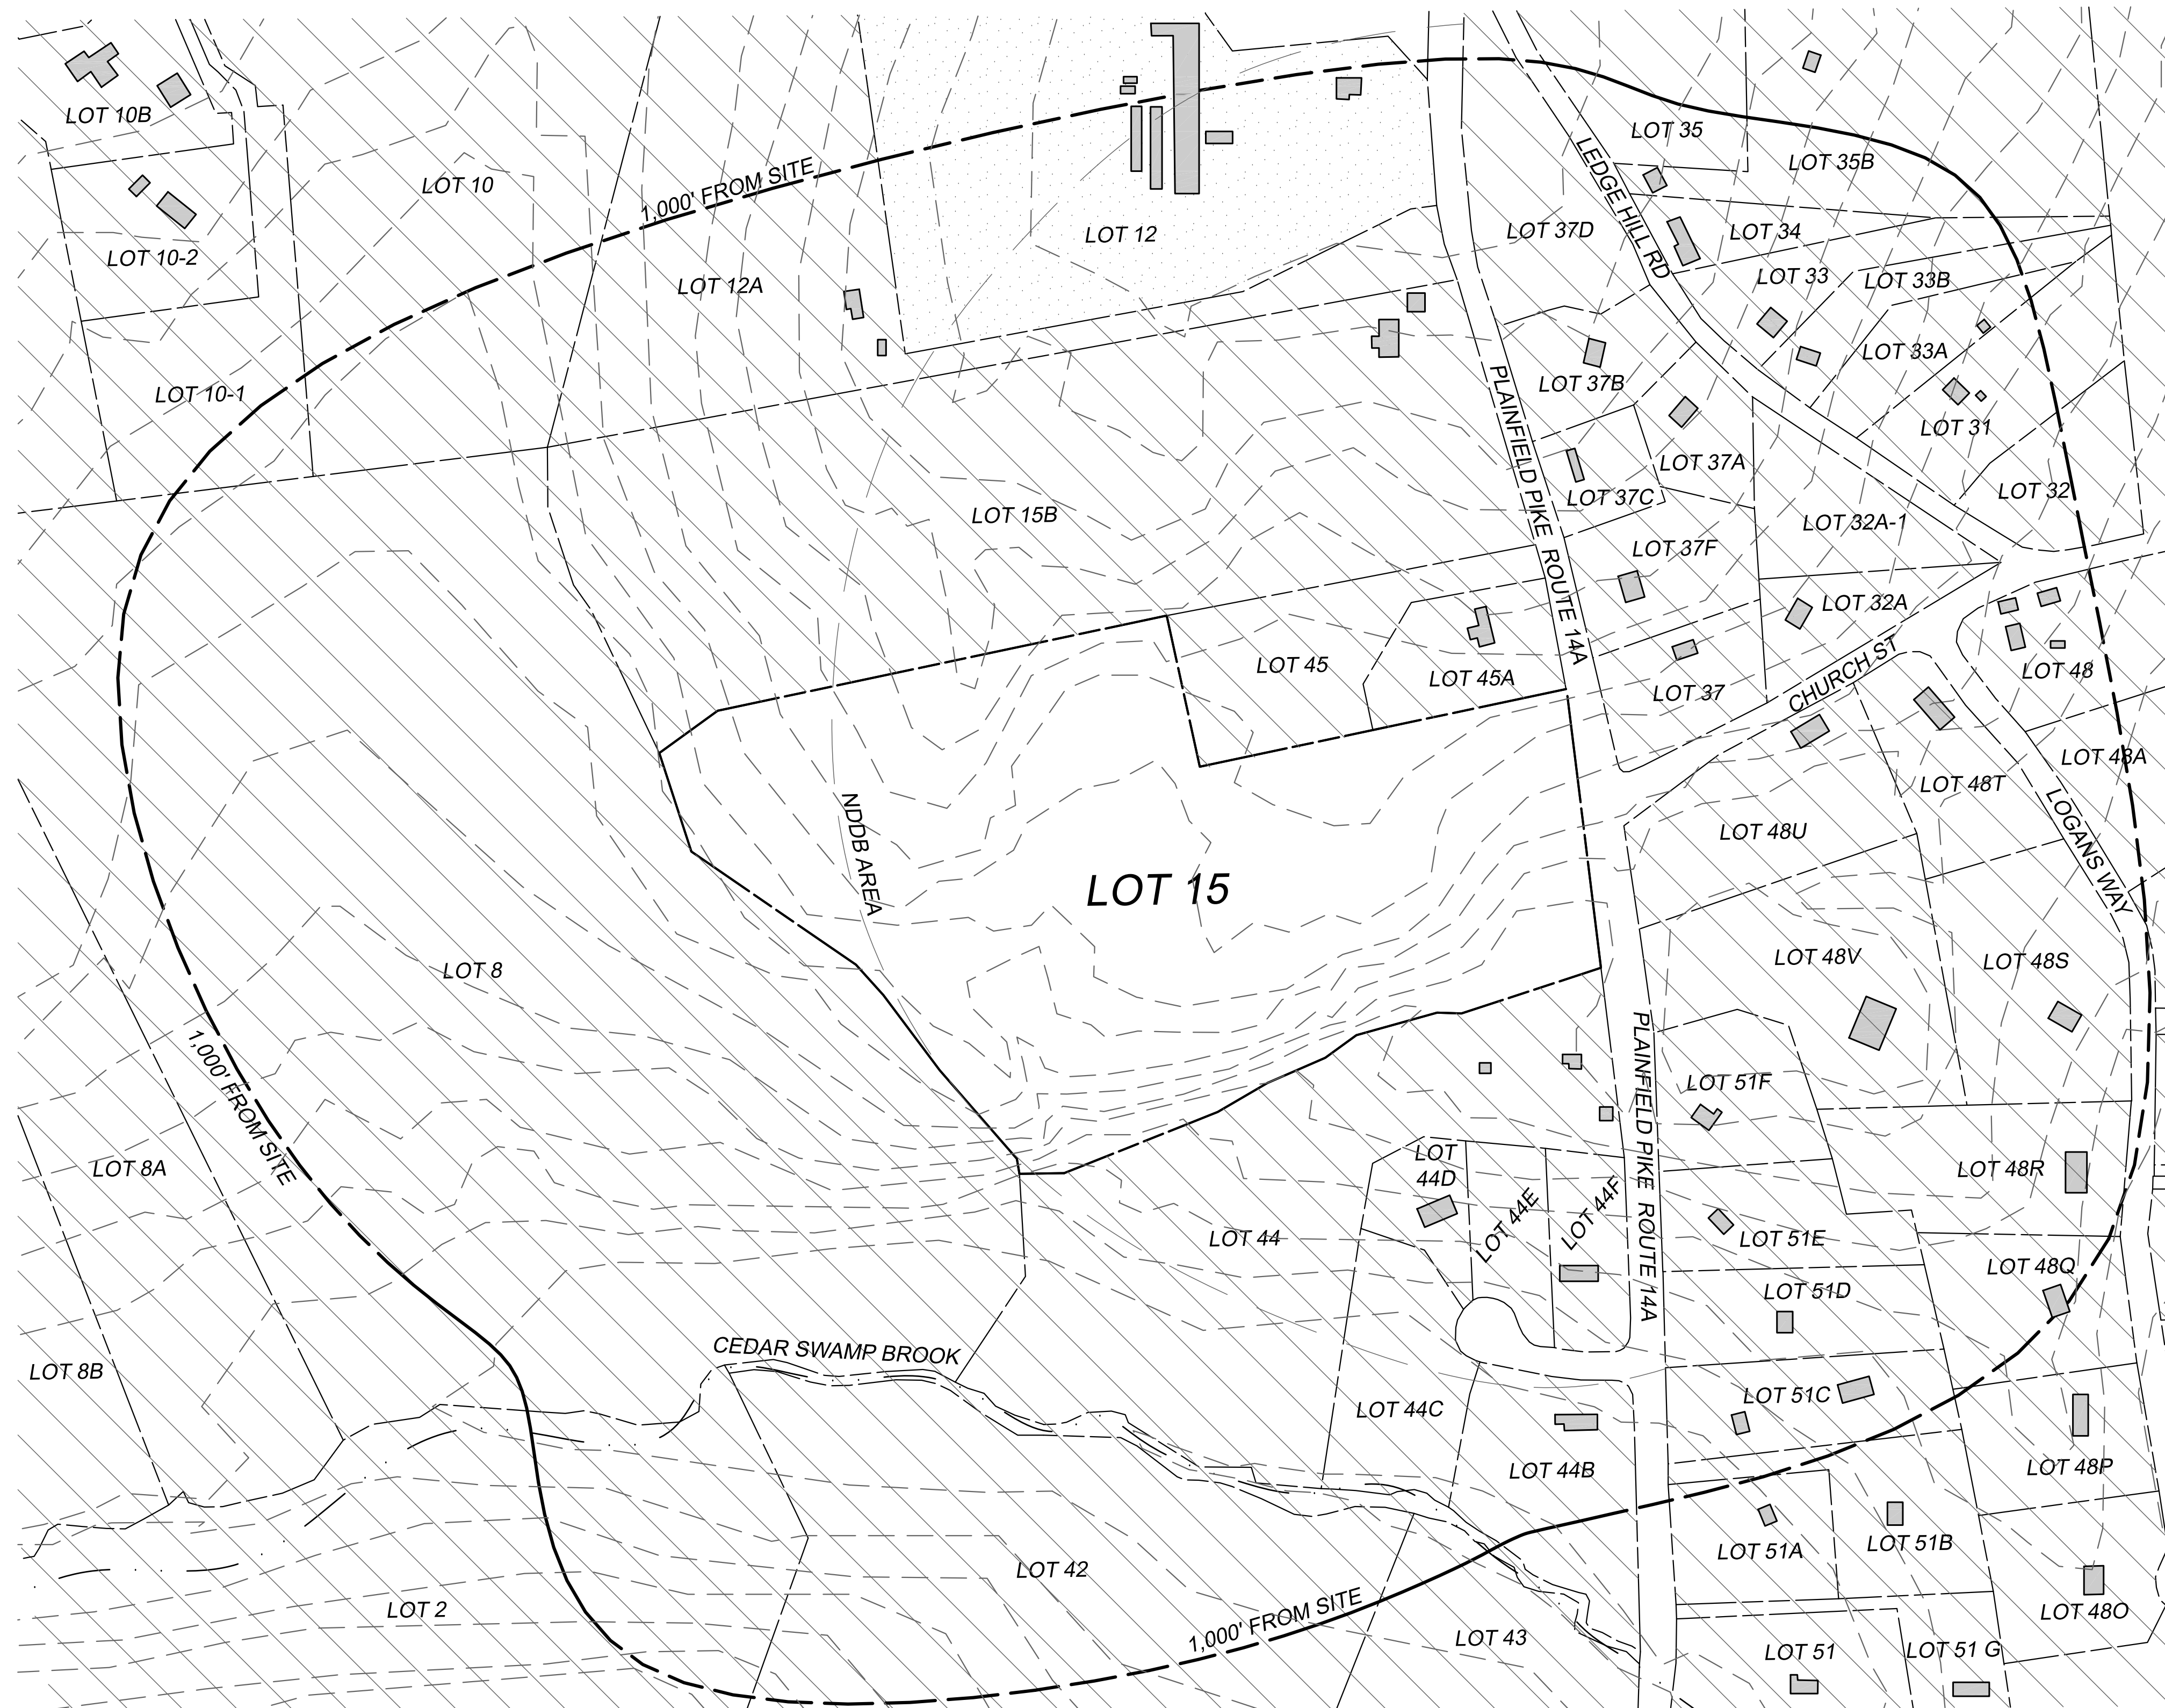 LOT 10B
LOT 10
LOT 10-2
LOT 10-1
1,000' FROM SITE
LOT 12A
LOT 12
LOT 35
LOT 35B
LEDGE HILL RD
LOT 37D
LOT 34
LOT 33
LOT 33B
LOT 33A
LOT 37B
LOT 31
LOT 37A
LOT 37C
LOT 32
LOT 15B
LOT 32A-1
LOT 37F
PLAINFIELD PIKE ROUTE 14A
LOT 32A
LOT 45
LOT 45A
LOT 37
CHURCH ST
LOT 48
LOT 48A
LOT 48T
LOGANS WAY
LOT 48U
NDDB AREA
LOT 15
LOT 8
LOT 48V
LOT 48S
1,000' FROM SITE
LOT 8A
LOT 51F
LOT
44D
LOT 44E
LOT 44F
PLAINFIELD PIKE ROUTE 14A
LOT 48R
LOT 44
LOT 51E
LOT 48Q
LOT 51D
CEDAR SWAMP BROOK
LOT 8B
LOT 44C
LOT 51C
LOT 44B
LOT 48P
LOT 51A
LOT 51B
LOT 42
LOT 2
1,000' FROM SITE
LOT 43
LOT 48O
LOT 51
LOT 51 G